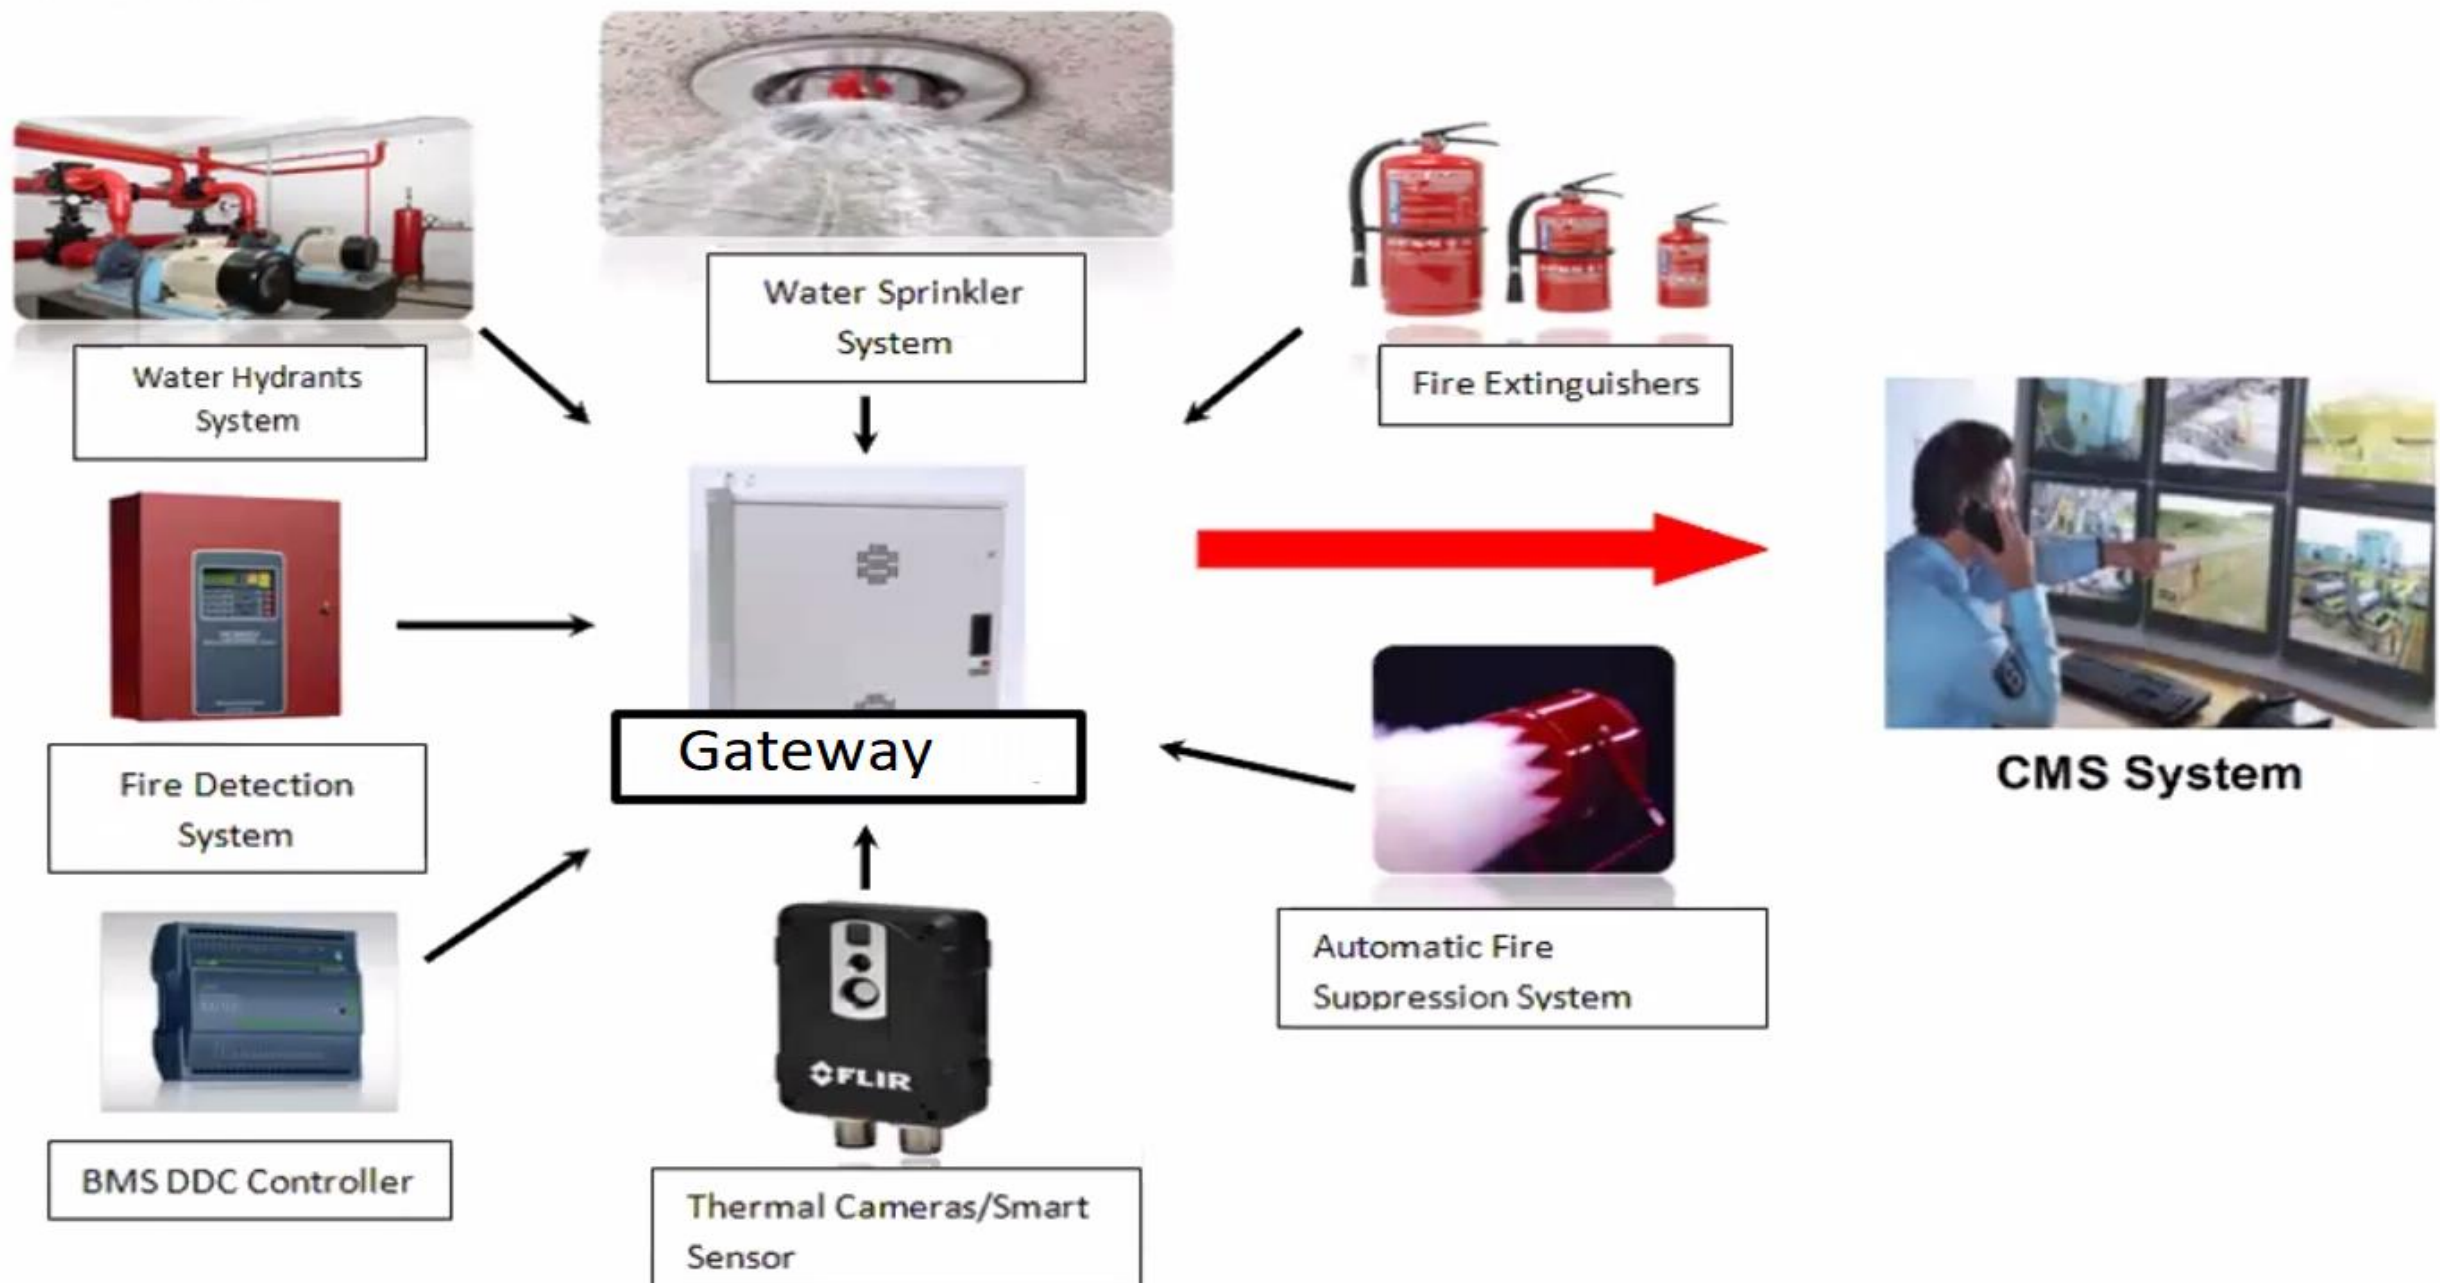 Water Sprinkler
System
Water Hydrants
System
Fire Extinguishers
Gateway
CMS System
Fire Detection
System
Automatic Fire
Suppression System
FLIR
BMS DDC Controller
Thermal Cameras/Smart
Sensor